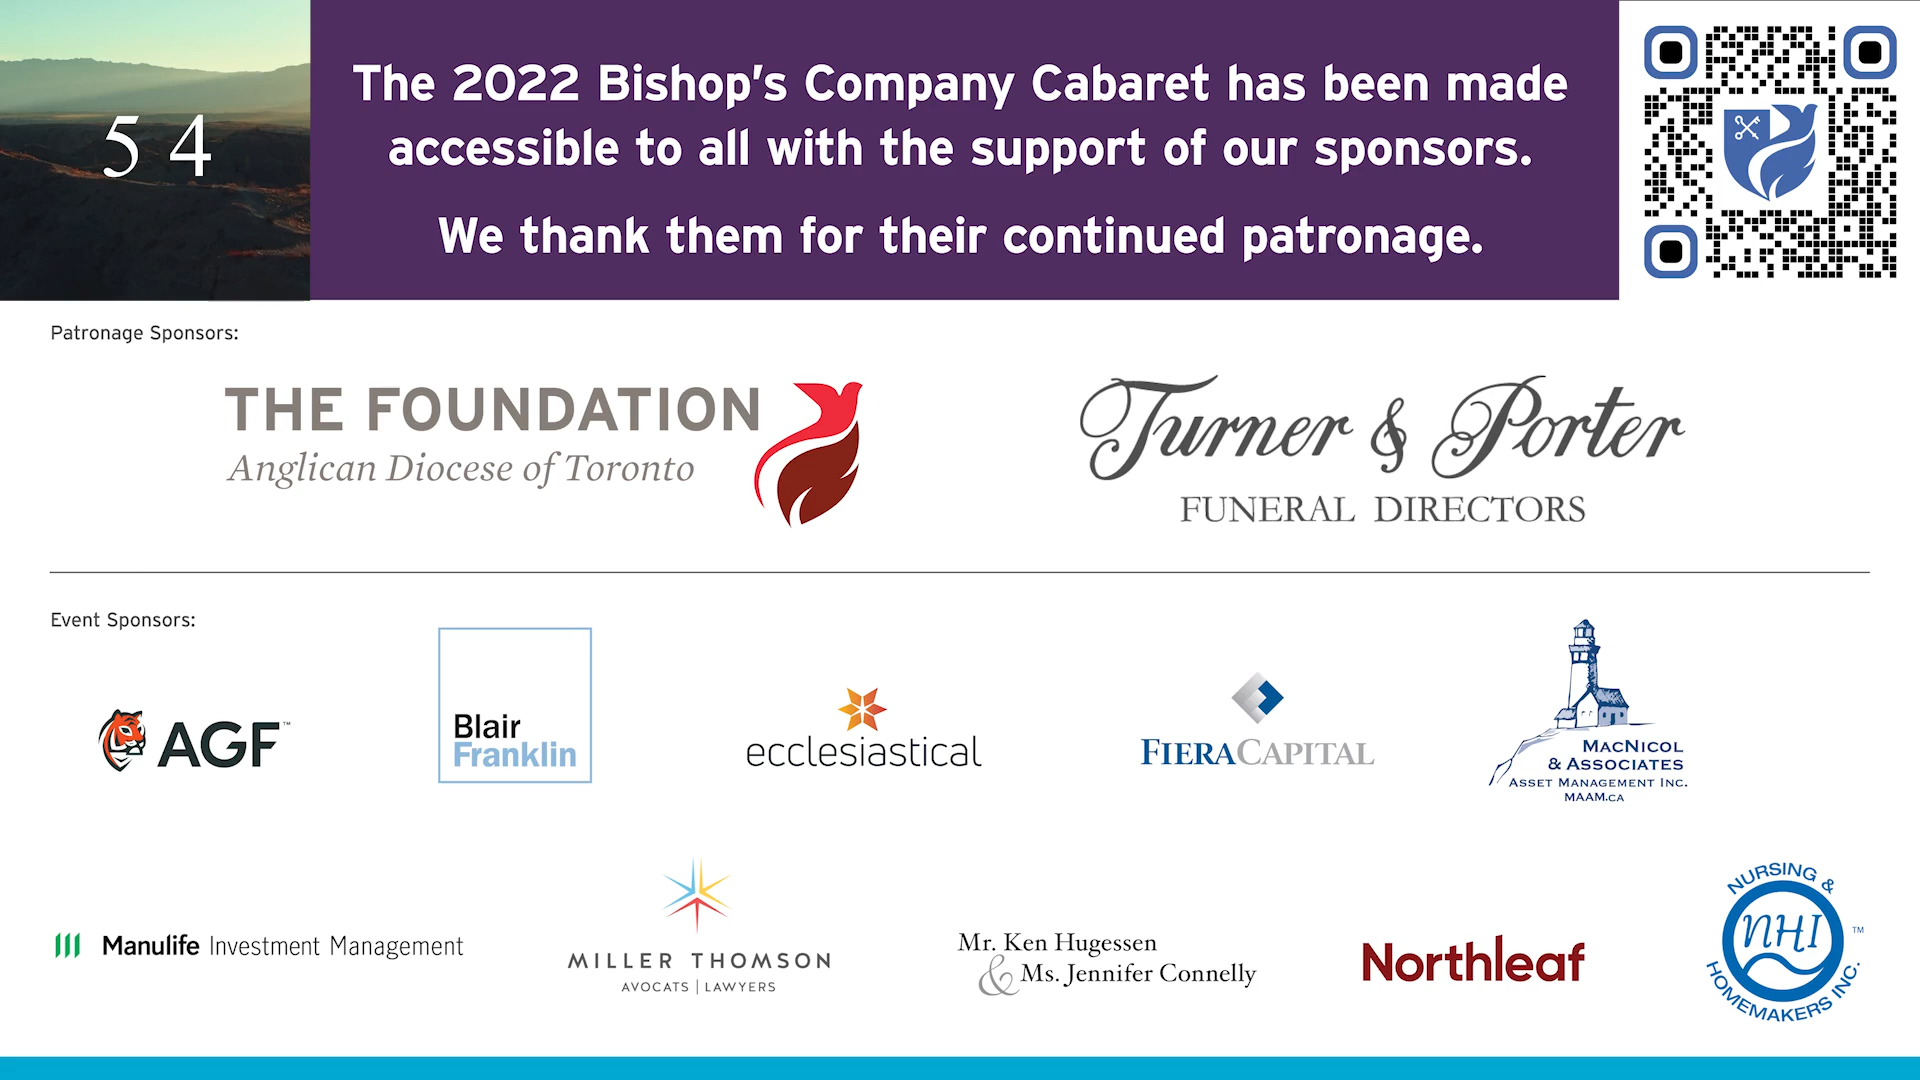 5 4
The 2022 Bishop's Company Cabaret has been made
accessible to all with the support of our sponsors.
We thank them for their continued patronage.
Patronage Sponsors:
THE FOUNDATION
Anglican Diocese of Toronto
Turner & Porter
FUNERAL DIRECTORS
Event Sponsors:
AGF™
Blair
Franklin
ecclesiastical
FIERACAPITAL
MACNICOL
& ASSOCIATES
ASSET MANAGEMENT INC.
MAAM.CA
Manulife Investment Management
MILLER THOMSON
AVOCATS | LAWYERS
Mr. Ken Hugessen
& Ms. Jennifer Connelly
Northleaf
NURSING &
NHI ™
HOMEMAKERS INC.